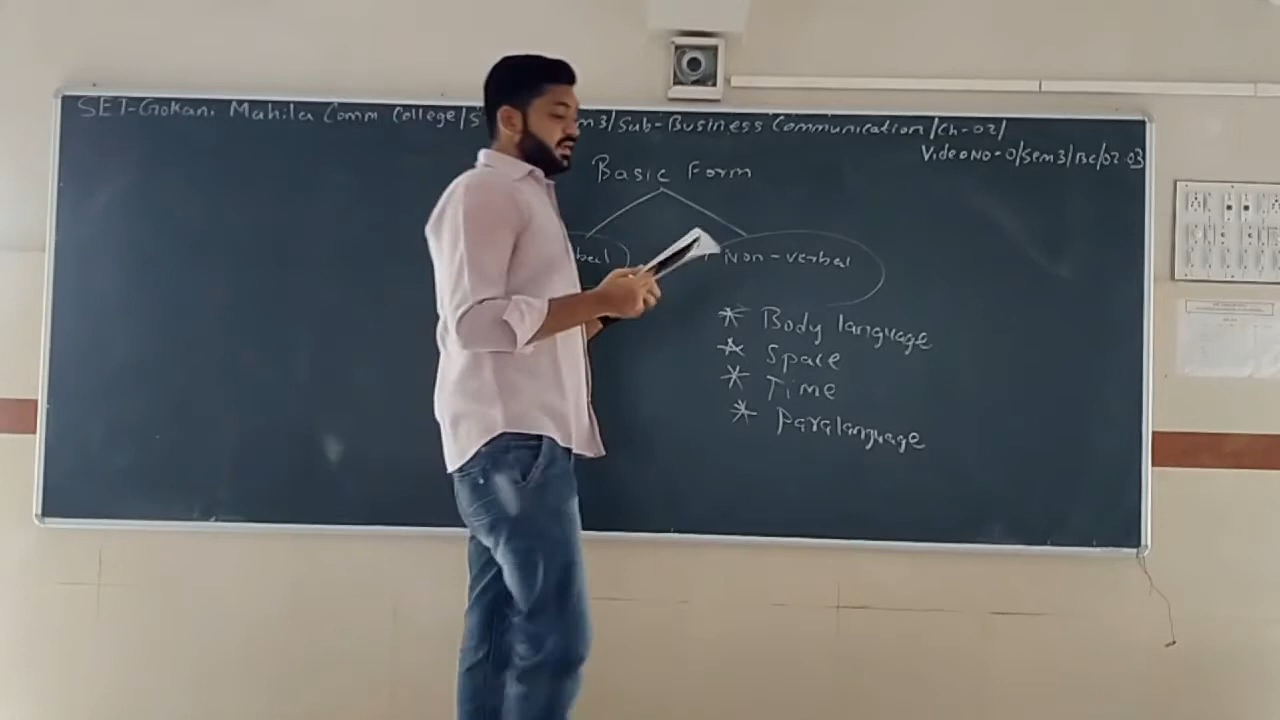 SET-Gokani Mahila Comm College/S m3/Sub-Business Communication/Ch-02/
Video No-0/Sem3/BC/02.03
Basic Form
bal Non-verbal
* Body language
* Space
* Time
* Paralanguage